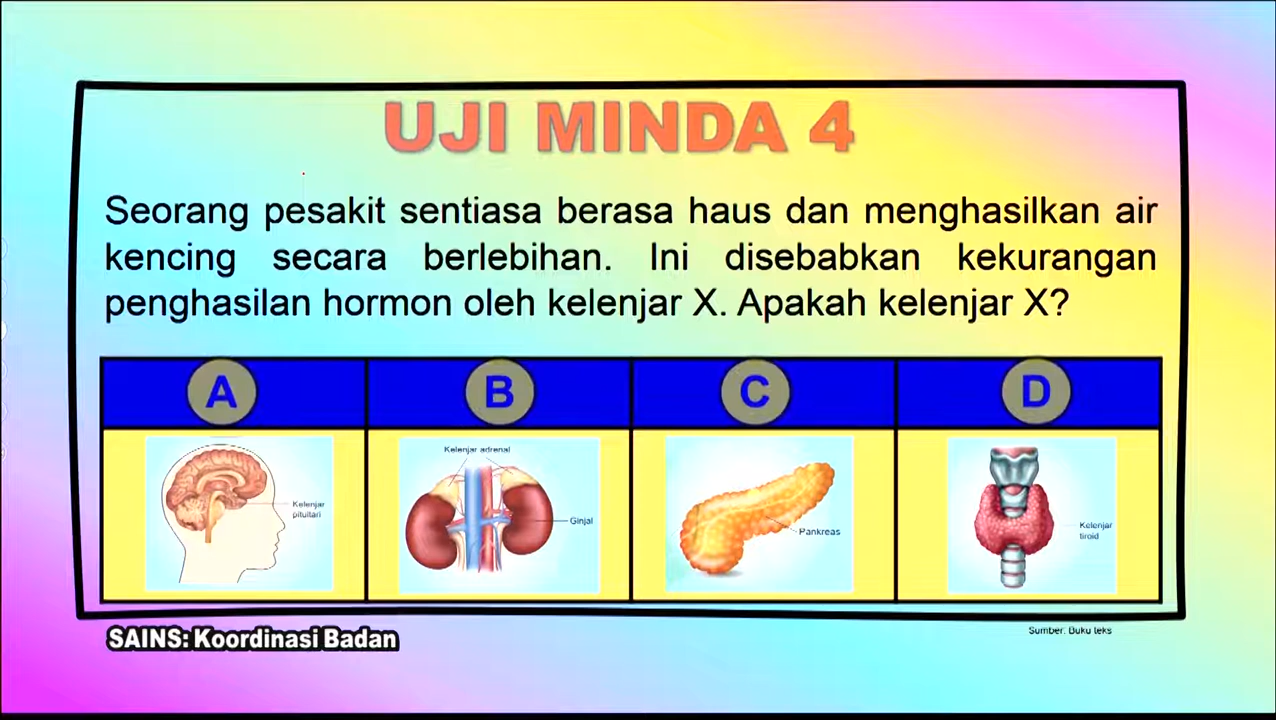 UJI MINDA 4
Seorang pesakit sentiasa berasa haus dan menghasilkan air
kencing secara berlebihan. Ini disebabkan kekurangan
penghasilan hormon oleh kelenjar X. Apakah kelenjar X?
A
B
C
D
Kelenjar
pituitari
Kelenjar adrenal
Ginjal
Pankreas
Kelenjar
tiroid
SAINS: Koordinasi Badan
Sumber: Buku teks